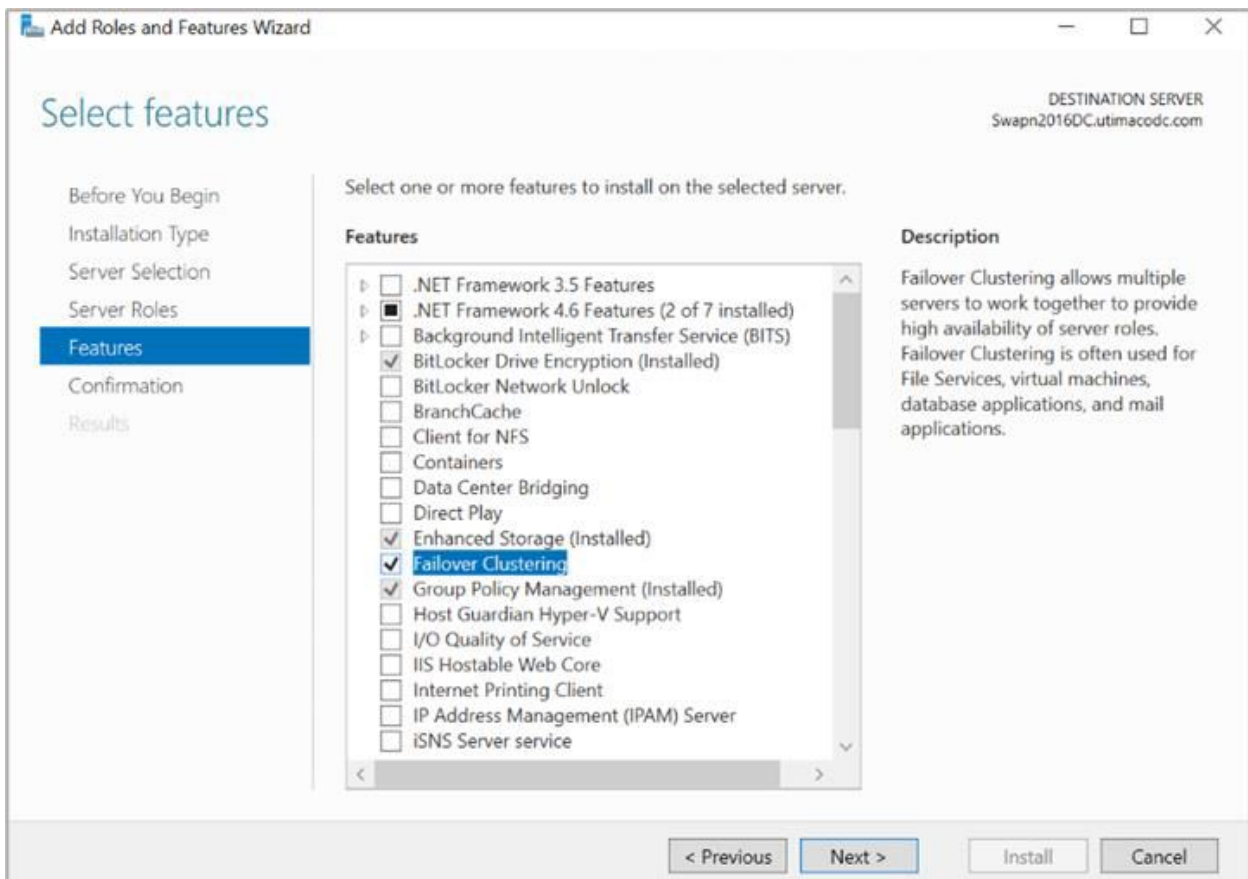 Add Roles and Features Wizard
Select features
DESTINATION SERVER
Swapn2016DC.utimacodc.com
Before You Begin
Installation Type
Server Selection
Server Roles
Features
Confirmation
Results
Select one or more features to install on the selected server.
Features
.NET Framework 3.5 Features
.NET Framework 4.6 Features (2 of 7 installed)
Background Intelligent Transfer Service (BITS)
BitLocker Drive Encryption (Installed)
BitLocker Network Unlock
BranchCache
Client for NFS
Containers
Data Center Bridging
Direct Play
Enhanced Storage (Installed)
Failover Clustering
Group Policy Management (Installed)
Host Guardian Hyper-V Support
I/O Quality of Service
IIS Hostable Web Core
Internet Printing Client
IP Address Management (IPAM) Server
iSNS Server service
Description
Failover Clustering allows multiple
servers to work together to provide
high availability of server roles.
Failover Clustering is often used for
File Services, virtual machines,
database applications, and mail
applications.
< Previous
Next >
Install
Cancel